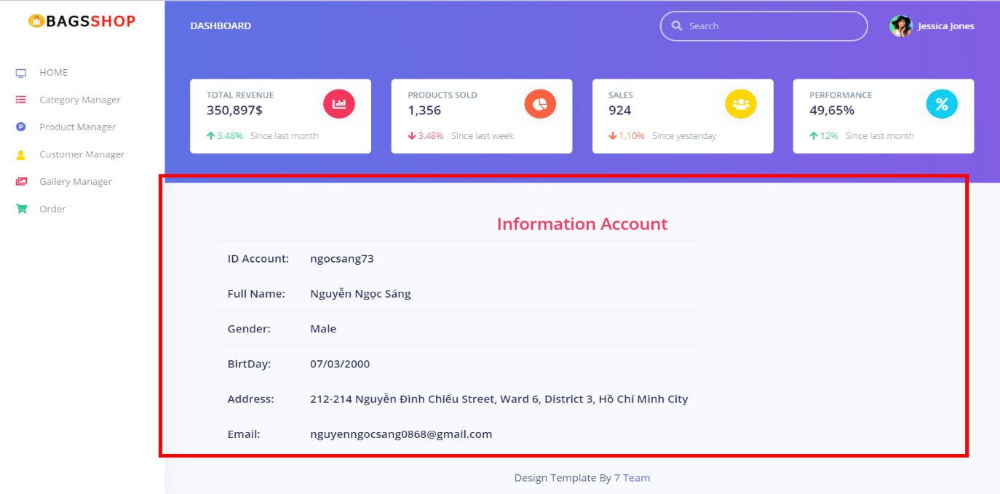 BAGSSHOP
HOME
Category Manager
Product Manager
Customer Manager
Gallery Manager
Order
DASHBOARD
Search
Jessica Jones
TOTAL REVENUE
350,897$
3.48% Since last month
PRODUCTS SOLD
1,356
3.48% Since last week
SALES
924
1.10% Since yesterday
PERFORMANCE
49,65%
12% Since last month
Information Account
ID Account: ngocsang73
Full Name: Nguyễn Ngọc Sáng
Gender: Male
BirtDay: 07/03/2000
Address: 212-214 Nguyễn Đình Chiểu Street, Ward 6, District 3, Hồ Chí Minh City
Email: nguyenngocsang0868@gmail.com
Design Template By 7 Team